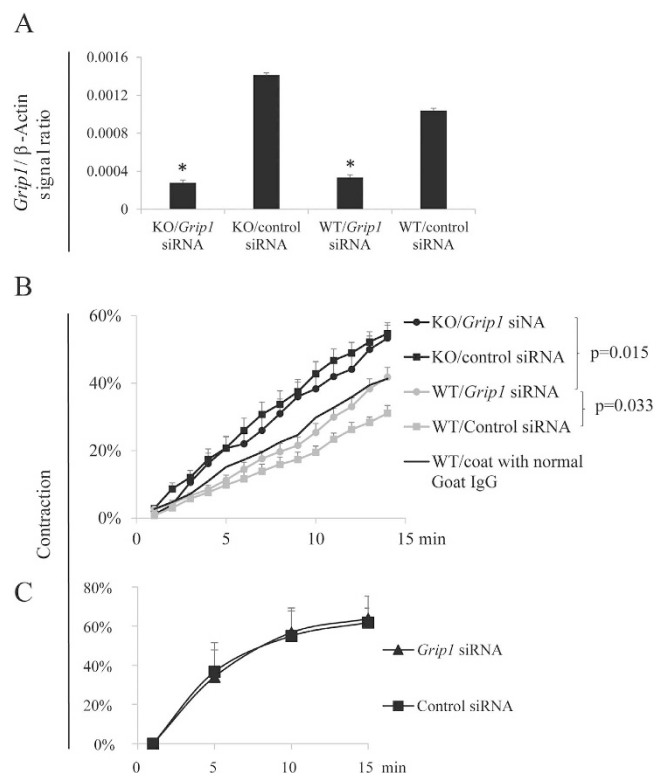 A
Grip1/ β-Actin
signal ratio
0.0016
0.0012
0.0008
0.0004
0
*
*
KO/Grip1
siRNA
KO/control
siRNA
WT/Grip1
siRNA
WT/control
siRNA
B
Contraction
60%
40%
20%
0%
0
5
10
15 min
KO/Grip1 siNA
KO/control siRNA
WT/Grip1 siRNA
WT/Control siRNA
WT/coat with normal
Goat IgG
p=0.015
p=0.033
C
80%
60%
40%
20%
0%
0
5
10
15 min
Grip1 siRNA
Control siRNA